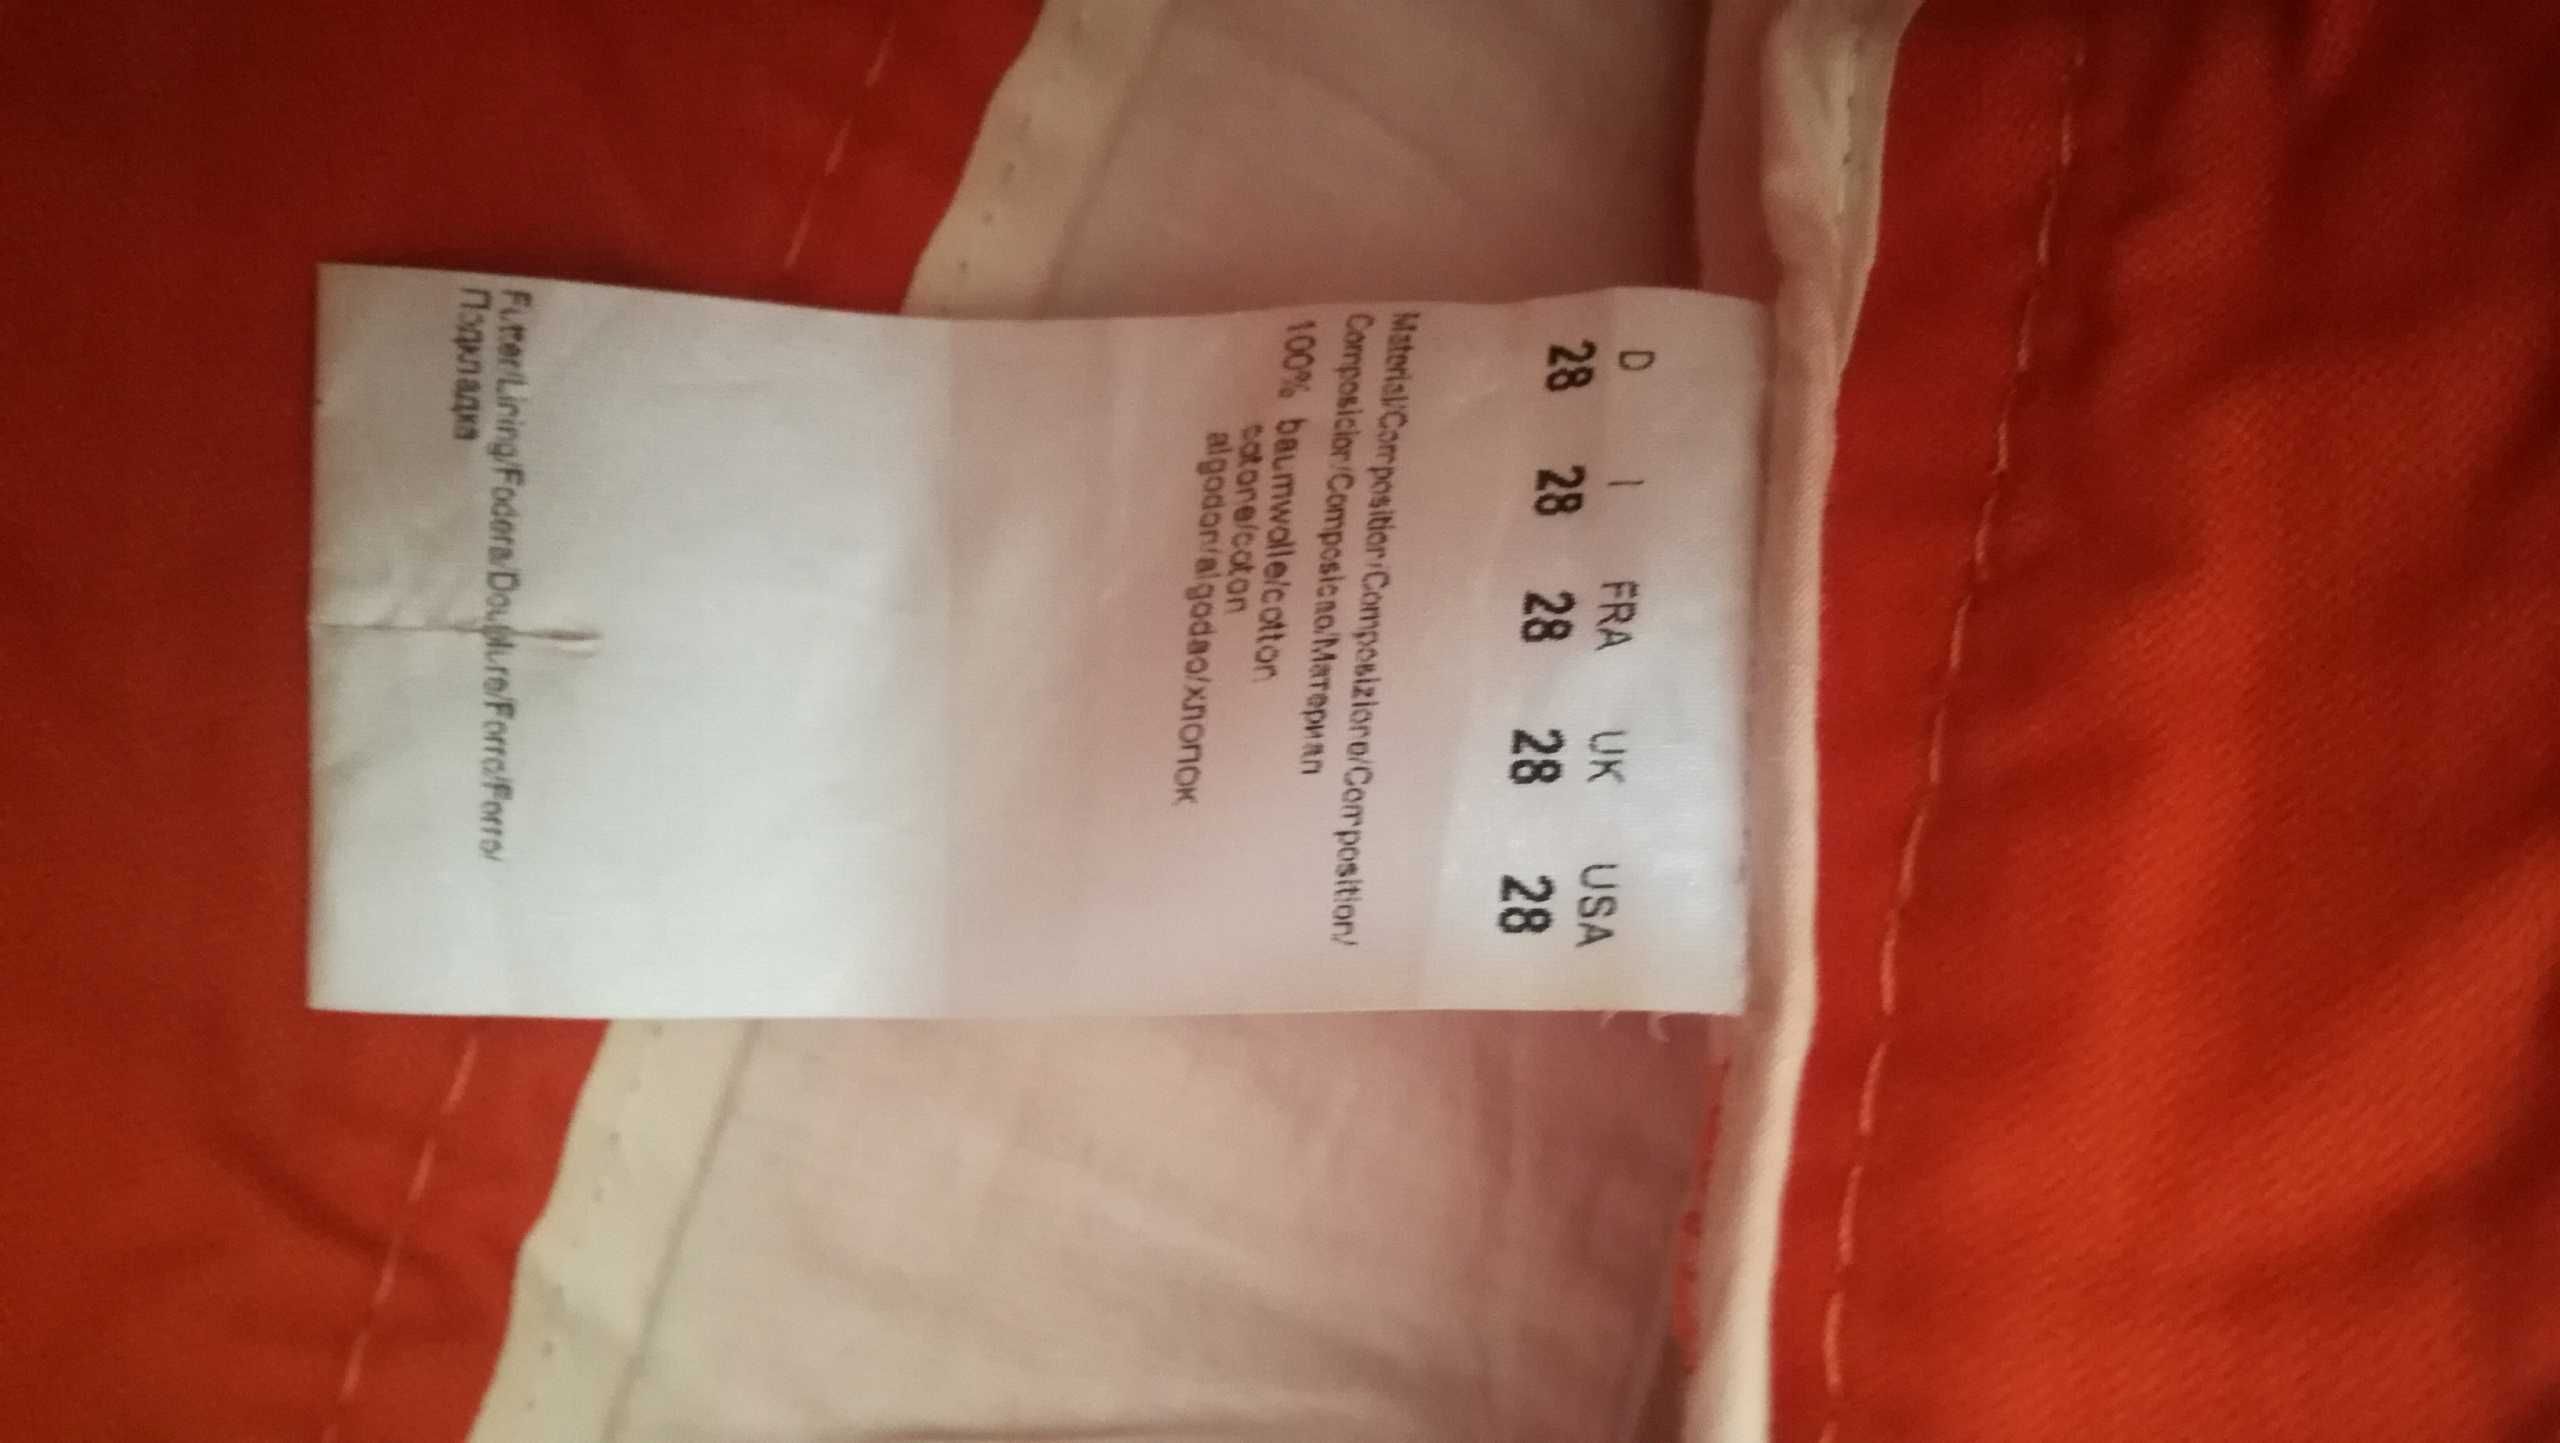 D I FRA UK USA
28 28 28 28 28
Material/Composition/Composizione/Composition/
Composicion/Composicao/Материал
100% baumwolle/cotton
cotone/coton
algodon/algodao/хлопок
Futter/Lining/Fodera/Doublure/Forro/Forro/
Подкладка